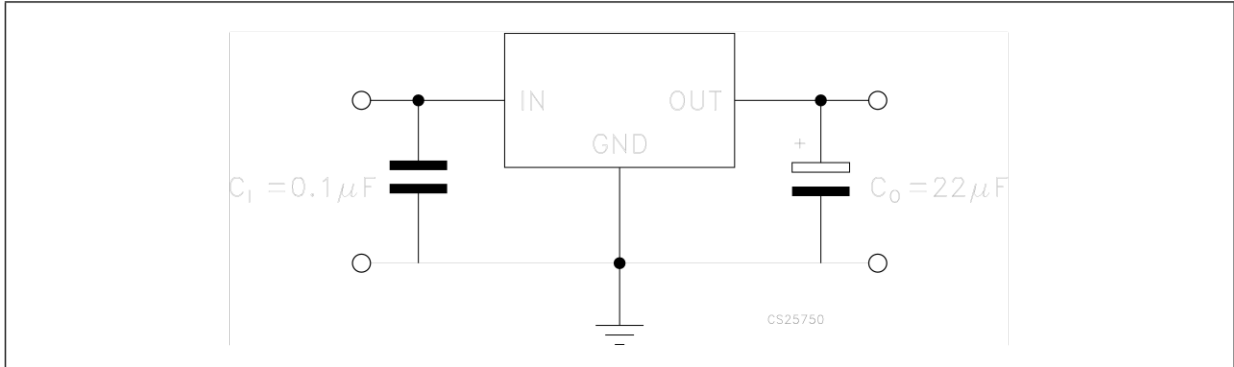 IN
OUT
GND
+
C_I =0.1μF
C_O =22μF
CS25750